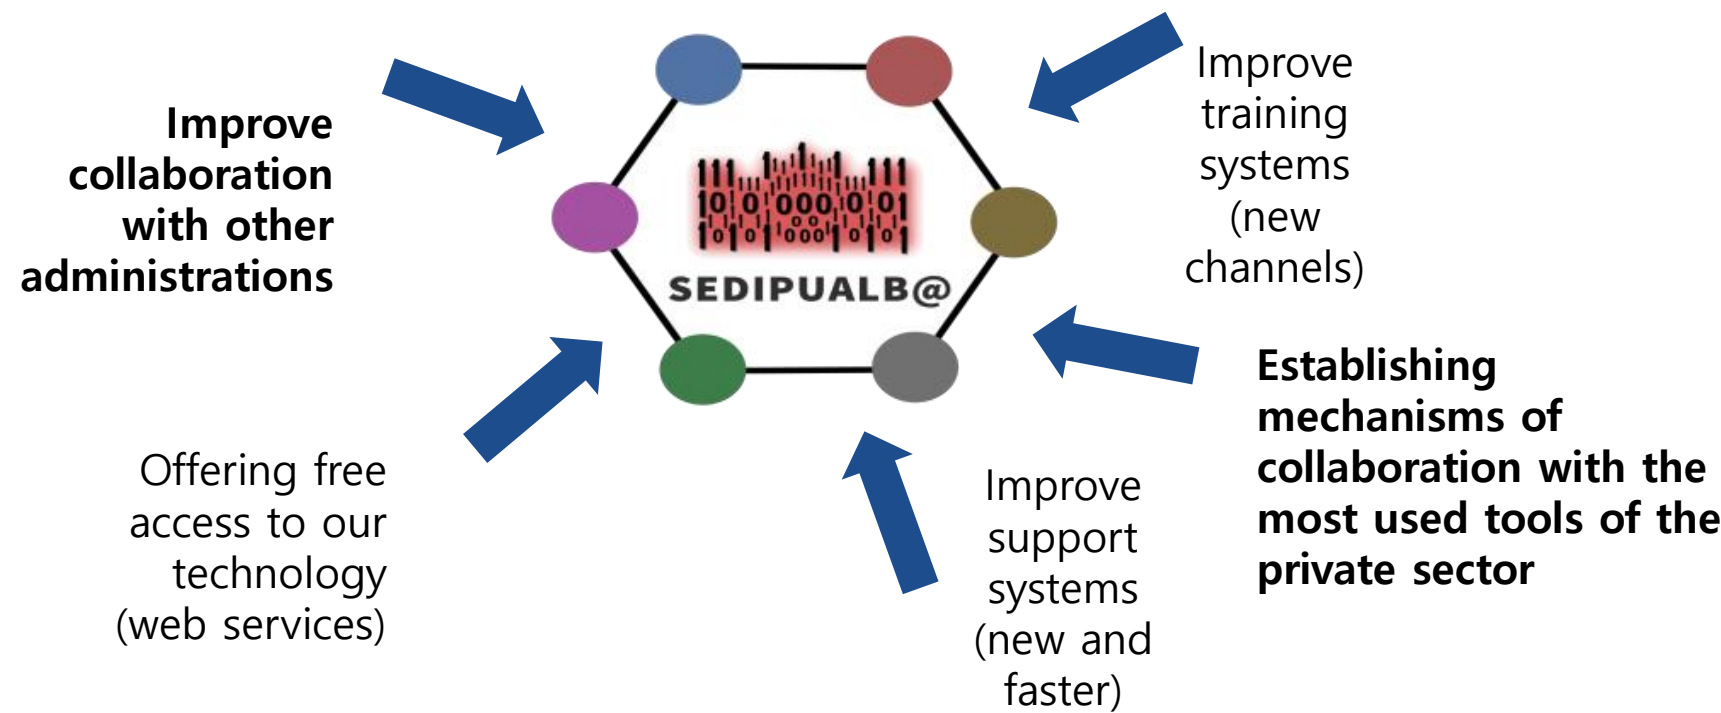 Improve
collaboration
with other
administrations
Improve
training
systems
(new
channels)
SEDIPUALB@
Establishing
mechanisms of
collaboration with the
most used tools of the
private sector
Offering free
access to our
technology
(web services)
Improve
support
systems
(new and
faster)